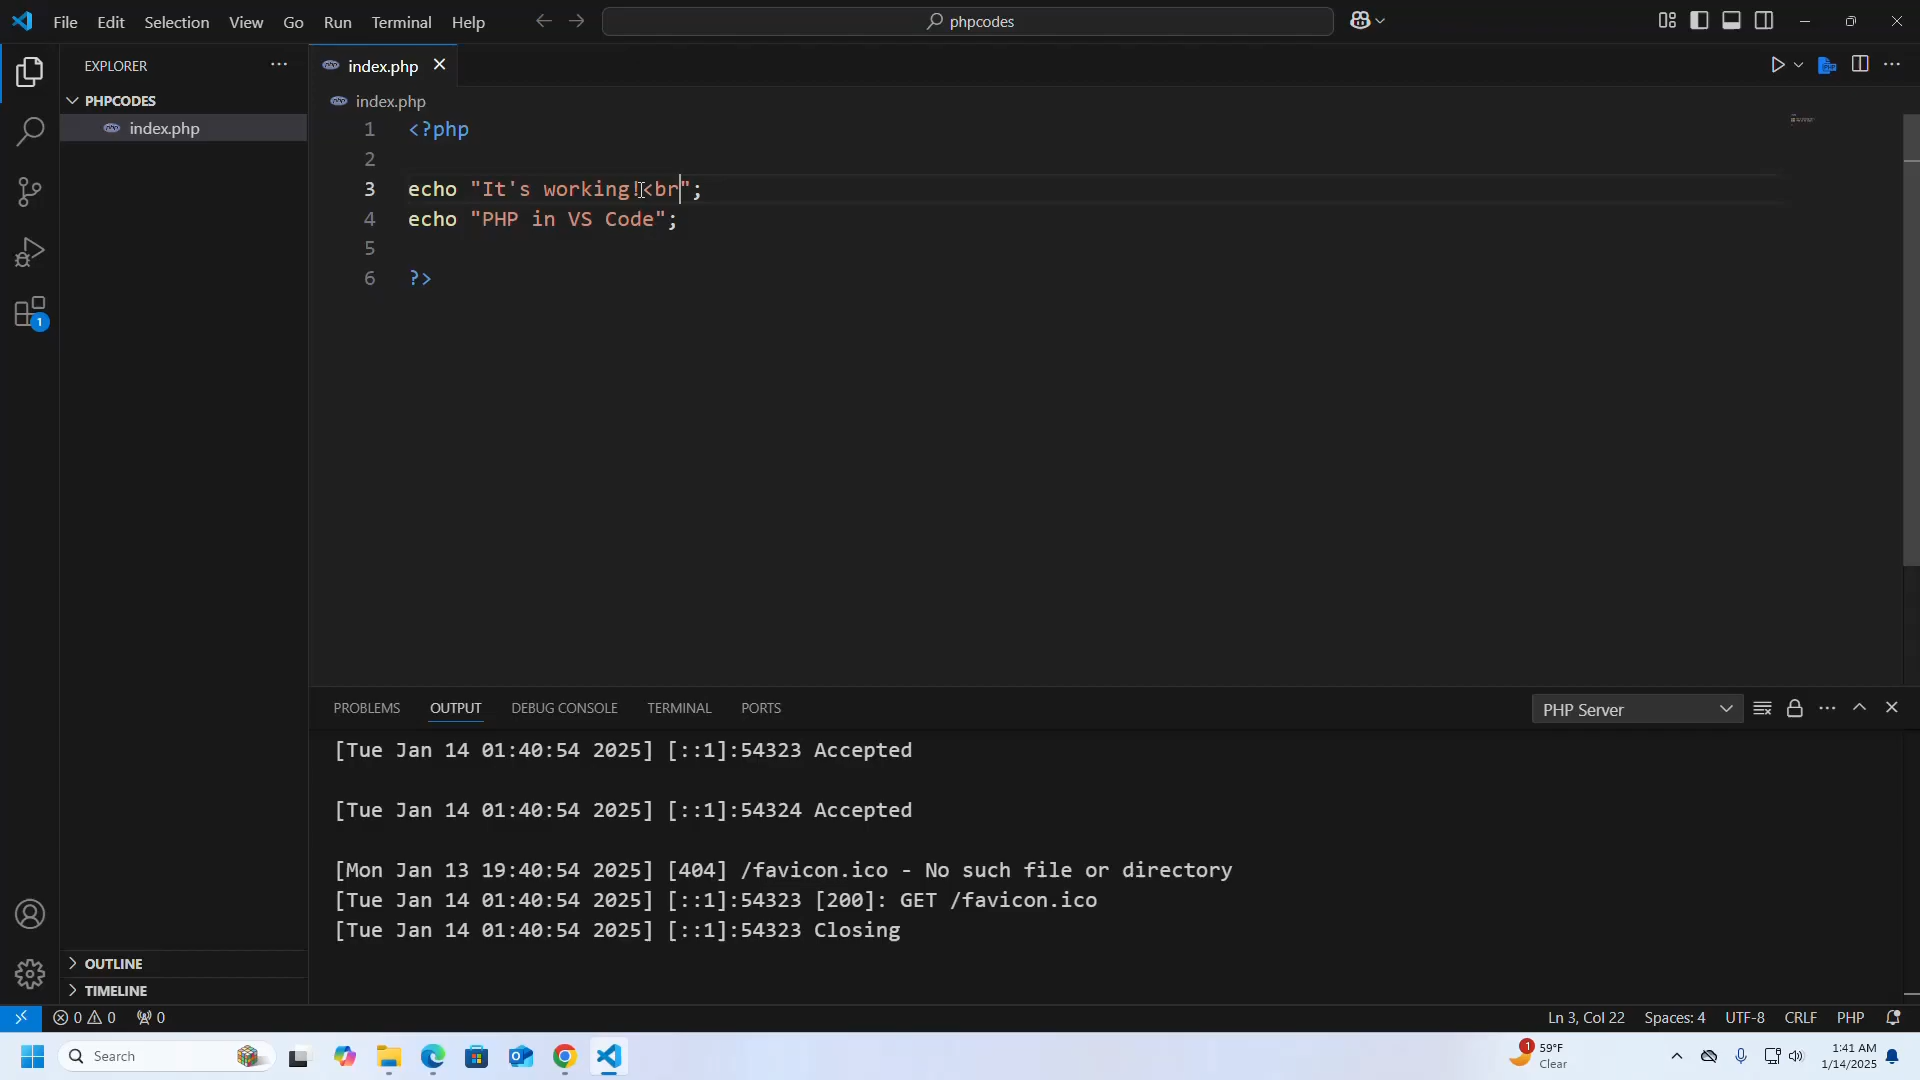 File Edit Selection View Go Run Terminal Help
phpcodes
EXPLORER
PHPCODES
index.php
OUTLINE
TIMELINE
index.php
index.php
1 <?php
2
3 echo "It's working!<br";
4 echo "PHP in VS Code";
5
6 ?>
1
PROBLEMS OUTPUT DEBUG CONSOLE TERMINAL PORTS
PHP Server
[Tue Jan 14 01:40:54 2025] [::1]:54323 Accepted
[Tue Jan 14 01:40:54 2025] [::1]:54324 Accepted
[Mon Jan 13 19:40:54 2025] [404] /favicon.ico - No such file or directory
[Tue Jan 14 01:40:54 2025] [::1]:54323 [200]: GET /favicon.ico
[Tue Jan 14 01:40:54 2025] [::1]:54323 Closing
0 0 0
Ln 3, Col 22 Spaces: 4 UTF-8 CRLF PHP
Search
1
59°F
Clear
1:41 AM
1/14/2025